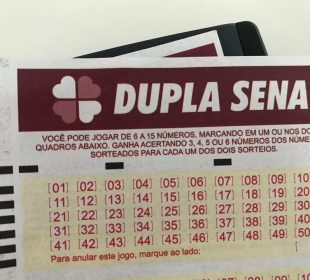 DUPLA SENA
VOCÊ PODE JOGAR DE 6 A 15 NÚMEROS, MARCANDO EM UM OU NOS DO
QUADROS ABAIXO. GANHA ACERTANDO 3, 4, 5 OU 6 NÚMEROS DOS NÚME
SORTEADOS PARA CADA UM DOS DOIS SORTEIOS.
[01] [02] [03] [04] [05] [06] [07] [08] [09] [10
[11] [12] [13] [14] [15] [16] [17] [18] [19] [20
[21] [22] [23] [24] [25] [26] [27] [28] [29] [30
[31] [32] [33] [34] [35] [36] [37] [38] [39] [40
[41] [42] [43] [44] [45] [46] [47] [48] [49] [50
Para anular este jogo, marque ao lado: